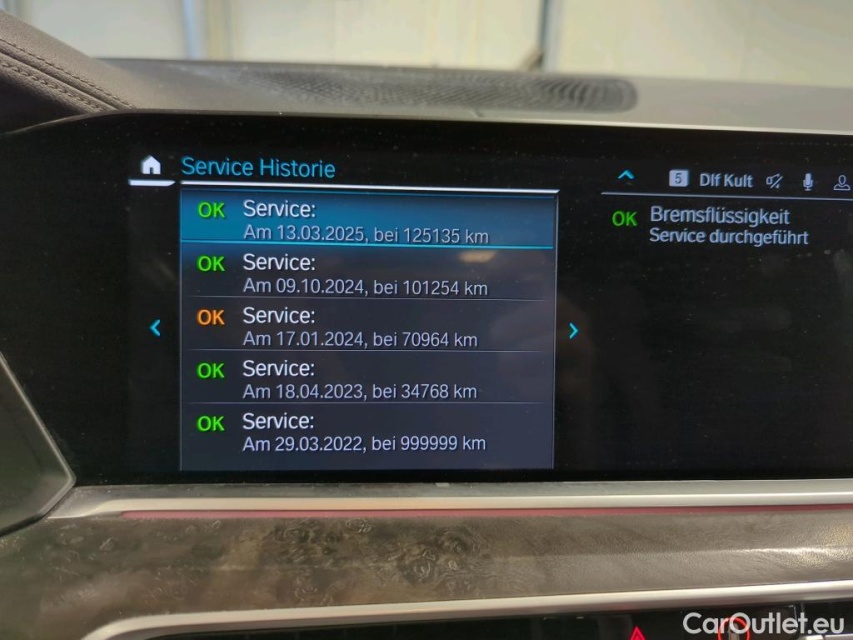 Service Historie
OK Service:
Am 13.03.2025, bei 125135 km
OK Service:
Am 09.10.2024, bei 101254 km
OK Service:
Am 17.01.2024, bei 70964 km
OK Service:
Am 18.04.2023, bei 34768 km
OK Service:
Am 29.03.2022, bei 999999 km
5 Dlf Kult
OK Bremsflüssigkeit
Service durchgeführt
CarOutlet.eu